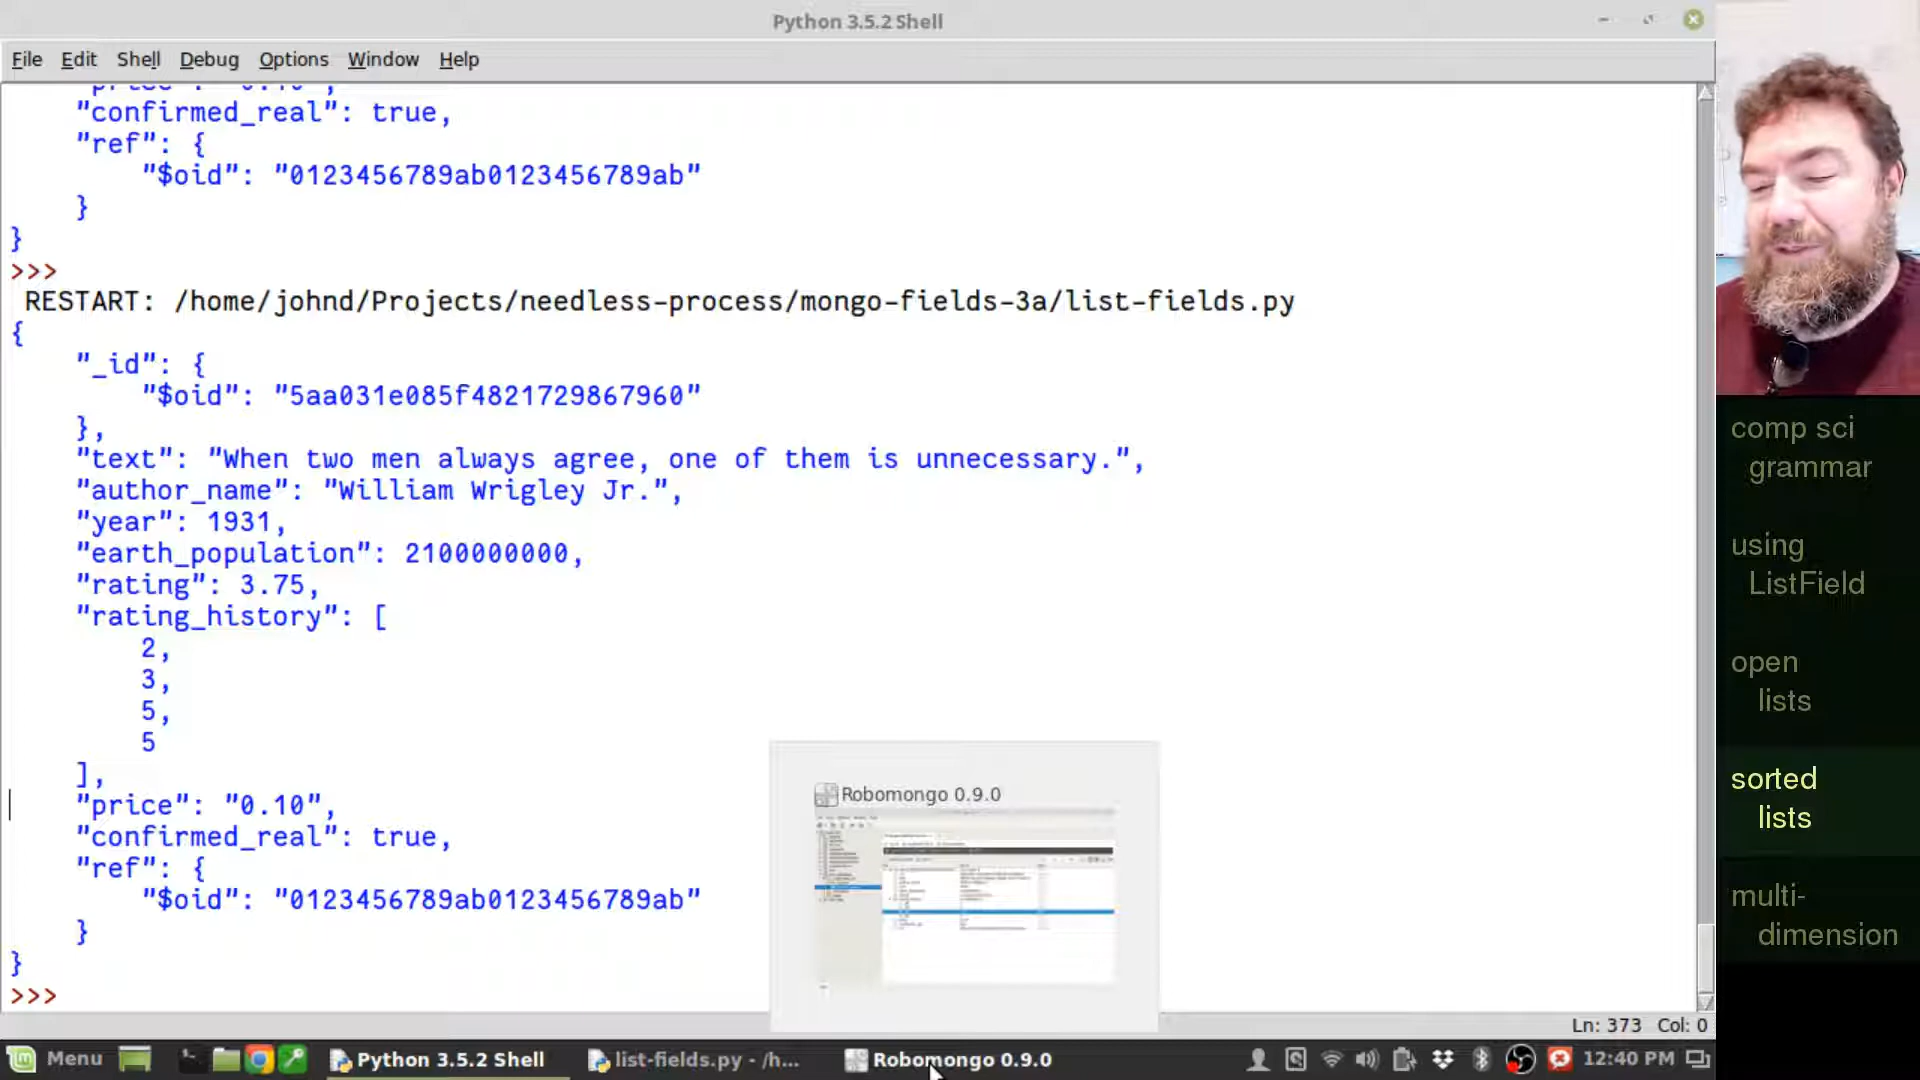 Python 3.5.2 Shell
File Edit Shell Debug Options Window Help
"confirmed_real": true,
"ref": {
"$oid": "0123456789ab0123456789ab"
}
}
>>>
RESTART: /home/johnd/Projects/needless-process/mongo-fields-3a/list-fields.py
{
"_id": {
"$oid": "5aa031e085f4821729867960"
},
"text": "When two men always agree, one of them is unnecessary.",
"author_name": "William Wrigley Jr.",
"year": 1931,
"earth_population": 2100000000,
"rating": 3.75,
"rating_history": [
2,
3,
5,
5
],
"price": "0.10",
"confirmed_real": true,
"ref": {
"$oid": "0123456789ab0123456789ab"
}
}
>>>
Robomongo 0.9.0
Ln: 373 Col: 0
Menu
Python 3.5.2 Shell
list-fields.py - /h...
Robomongo 0.9.0
12:40 PM
comp sci
grammar
using
ListField
open
lists
sorted
lists
multi-
dimension